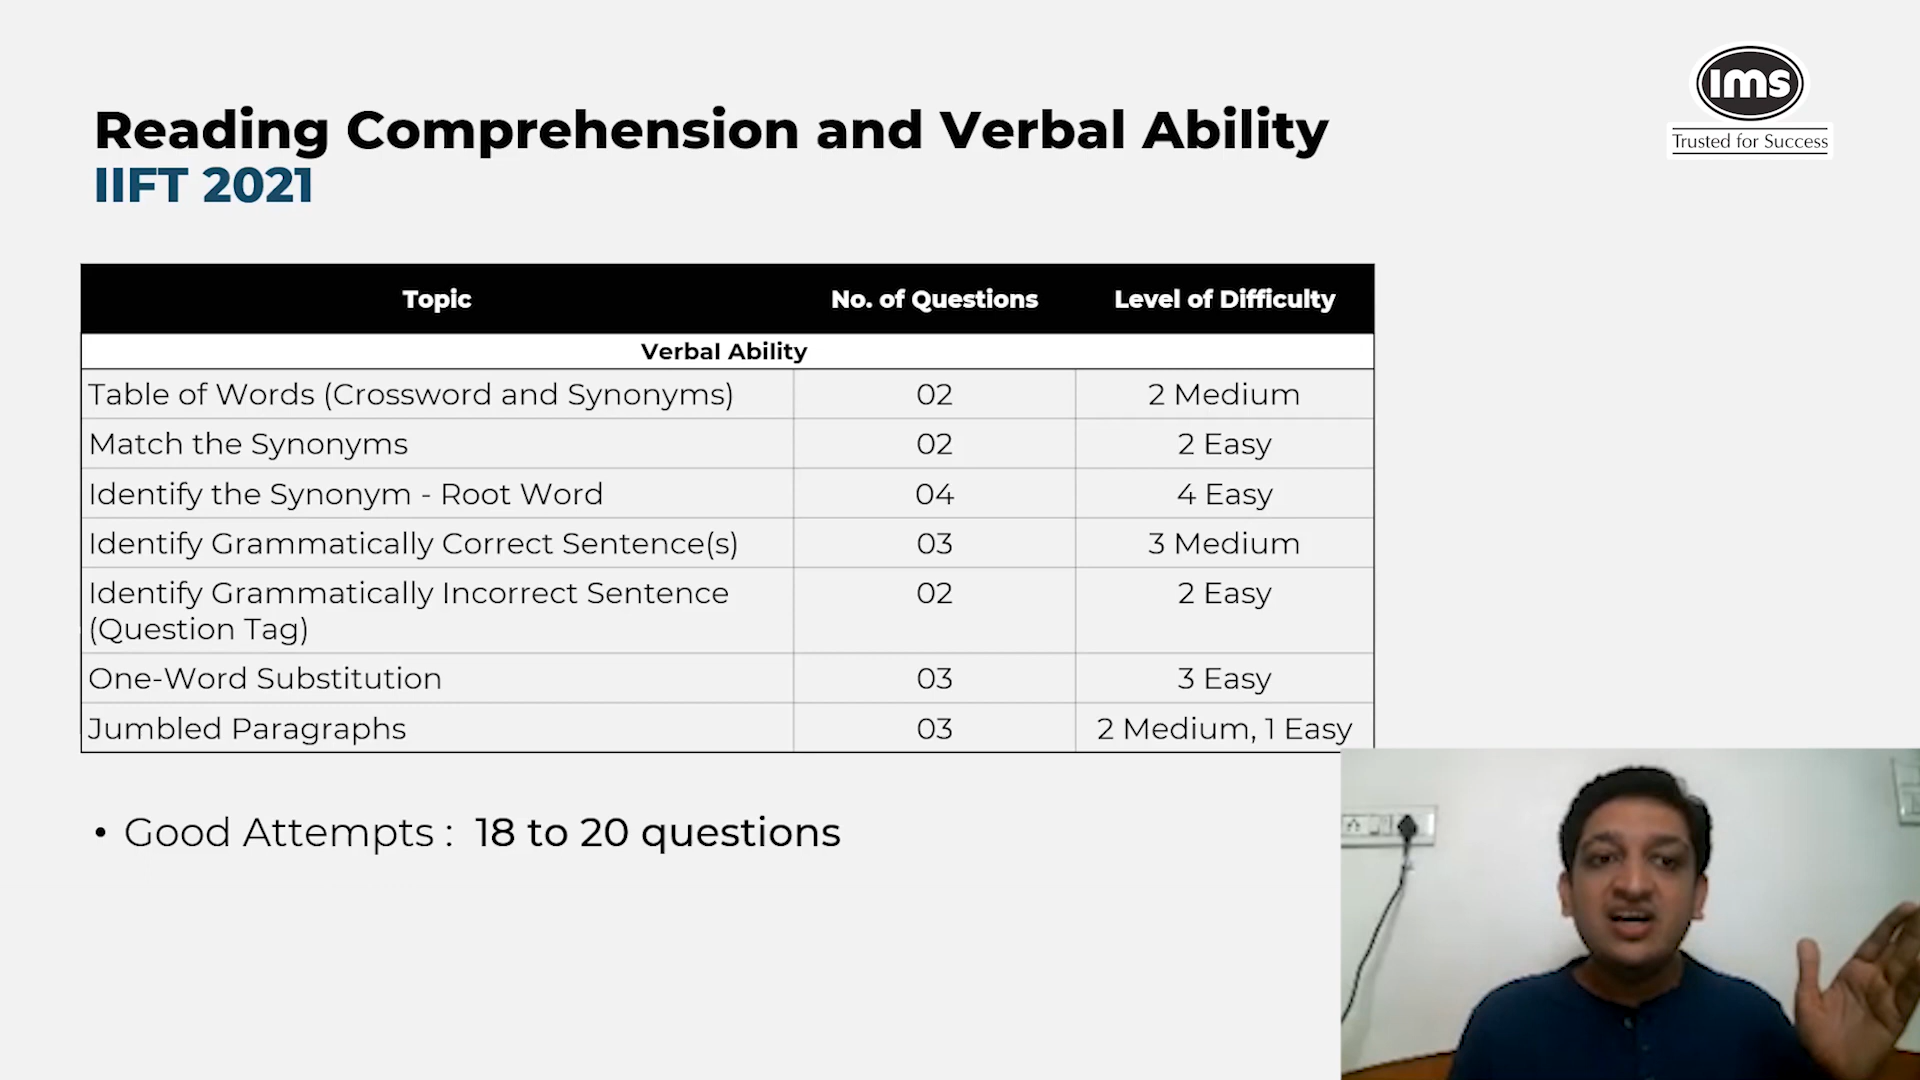 ims
Trusted for Success
Reading Comprehension and Verbal Ability
IIFT 2021
Topic No. of Questions Level of Difficulty
Verbal Ability
Table of Words (Crossword and Synonyms) 02 2 Medium
Match the Synonyms 02 2 Easy
Identify the Synonym - Root Word 04 4 Easy
Identify Grammatically Correct Sentence(s) 03 3 Medium
Identify Grammatically Incorrect Sentence 02 2 Easy
(Question Tag)
One-Word Substitution 03 3 Easy
Jumbled Paragraphs 03 2 Medium, 1 Easy
• Good Attempts : 18 to 20 questions